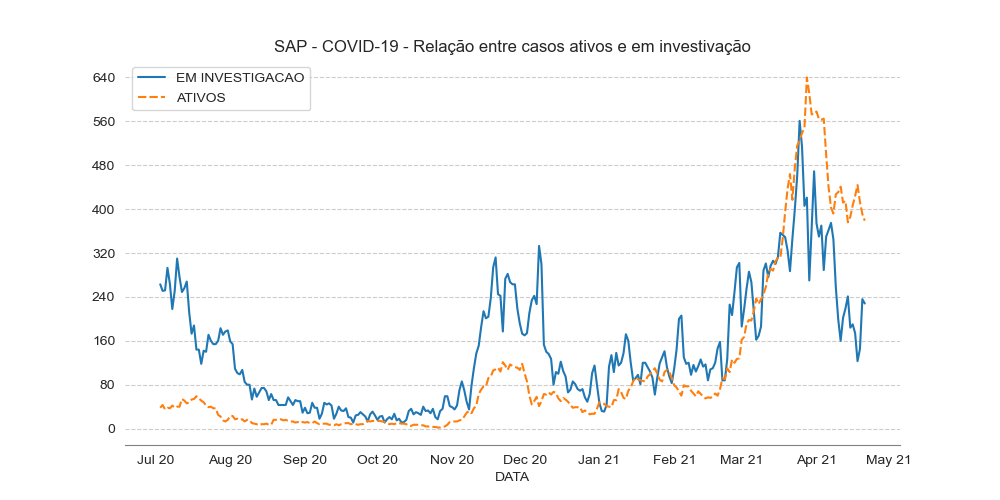 SAP - COVID-19 - Relação entre casos ativos e em investivação
EM INVESTIGACAO
ATIVOS
640
560
480
400
320
240
160
80
0
Jul 20 Aug 20 Sep 20 Oct 20 Nov 20 Dec 20 Jan 21 Feb 21 Mar 21 Apr 21 May 21
DATA